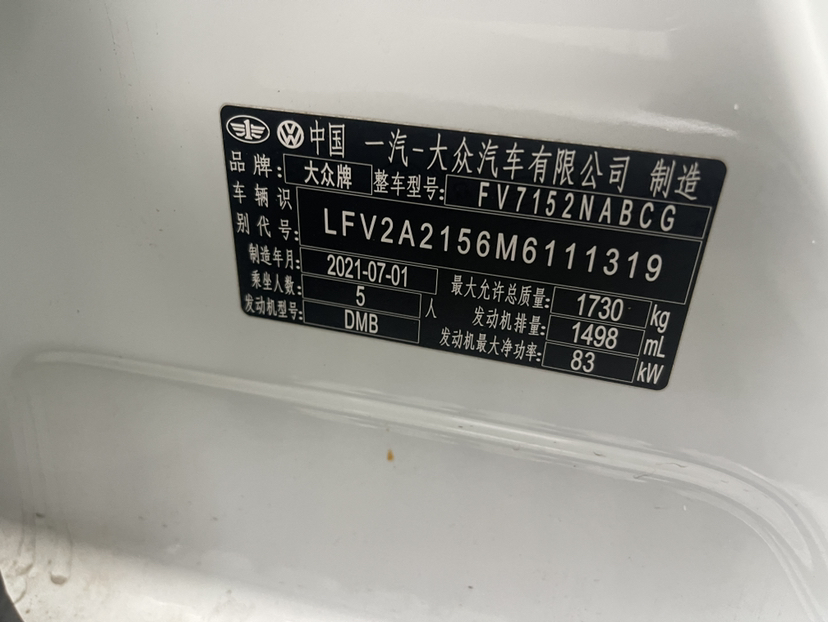 中国 一汽-大众汽车有限公司 制造
品牌: 大众牌 整车型号: FV7152NABCG
车辆识别代号: LFV2A2156M6111319
制造年月: 2021-07-01 最大允许总质量: 1730 kg
乘坐人数: 5 人 发动机排量: 1498 mL
发动机型号: DMB 发动机最大净功率: 83 kW